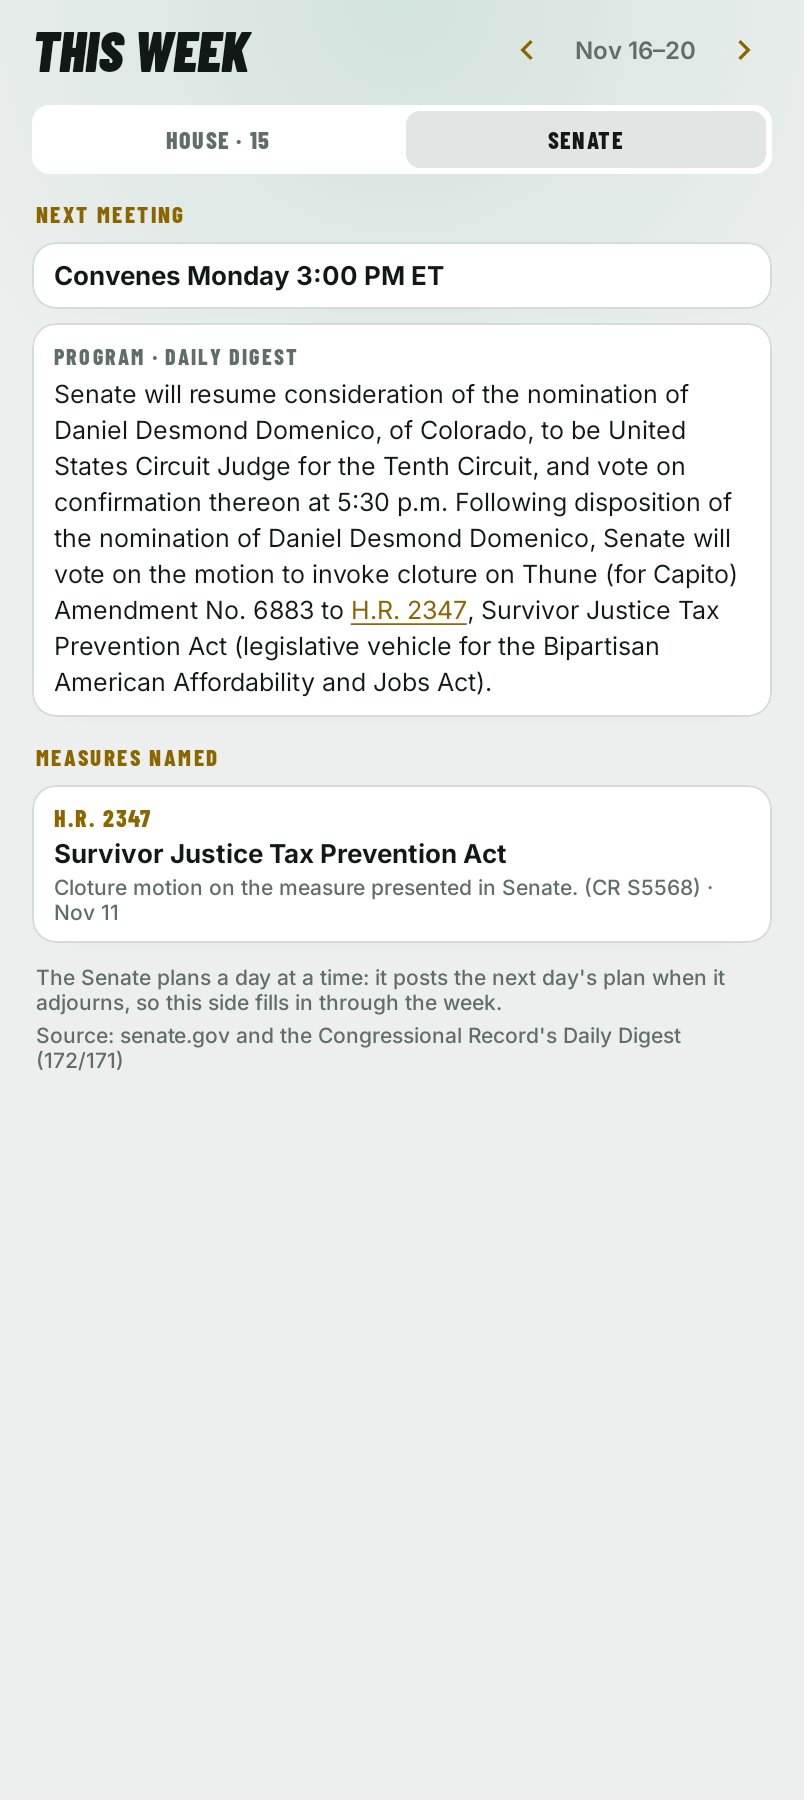 THIS WEEK
Nov 16–20
HOUSE · 15
SENATE
NEXT MEETING
Convenes Monday 3:00 PM ET
PROGRAM · DAILY DIGEST
Senate will resume consideration of the nomination of
Daniel Desmond Domenico, of Colorado, to be United
States Circuit Judge for the Tenth Circuit, and vote on
confirmation thereon at 5:30 p.m. Following disposition of
the nomination of Daniel Desmond Domenico, Senate will
vote on the motion to invoke cloture on Thune (for Capito)
Amendment No. 6883 to H.R. 2347, Survivor Justice Tax
Prevention Act (legislative vehicle for the Bipartisan
American Affordability and Jobs Act).
MEASURES NAMED
H.R. 2347
Survivor Justice Tax Prevention Act
Cloture motion on the measure presented in Senate. (CR S5568) ·
Nov 11
The Senate plans a day at a time: it posts the next day's plan when it
adjourns, so this side fills in through the week.
Source: senate.gov and the Congressional Record's Daily Digest
(172/171)